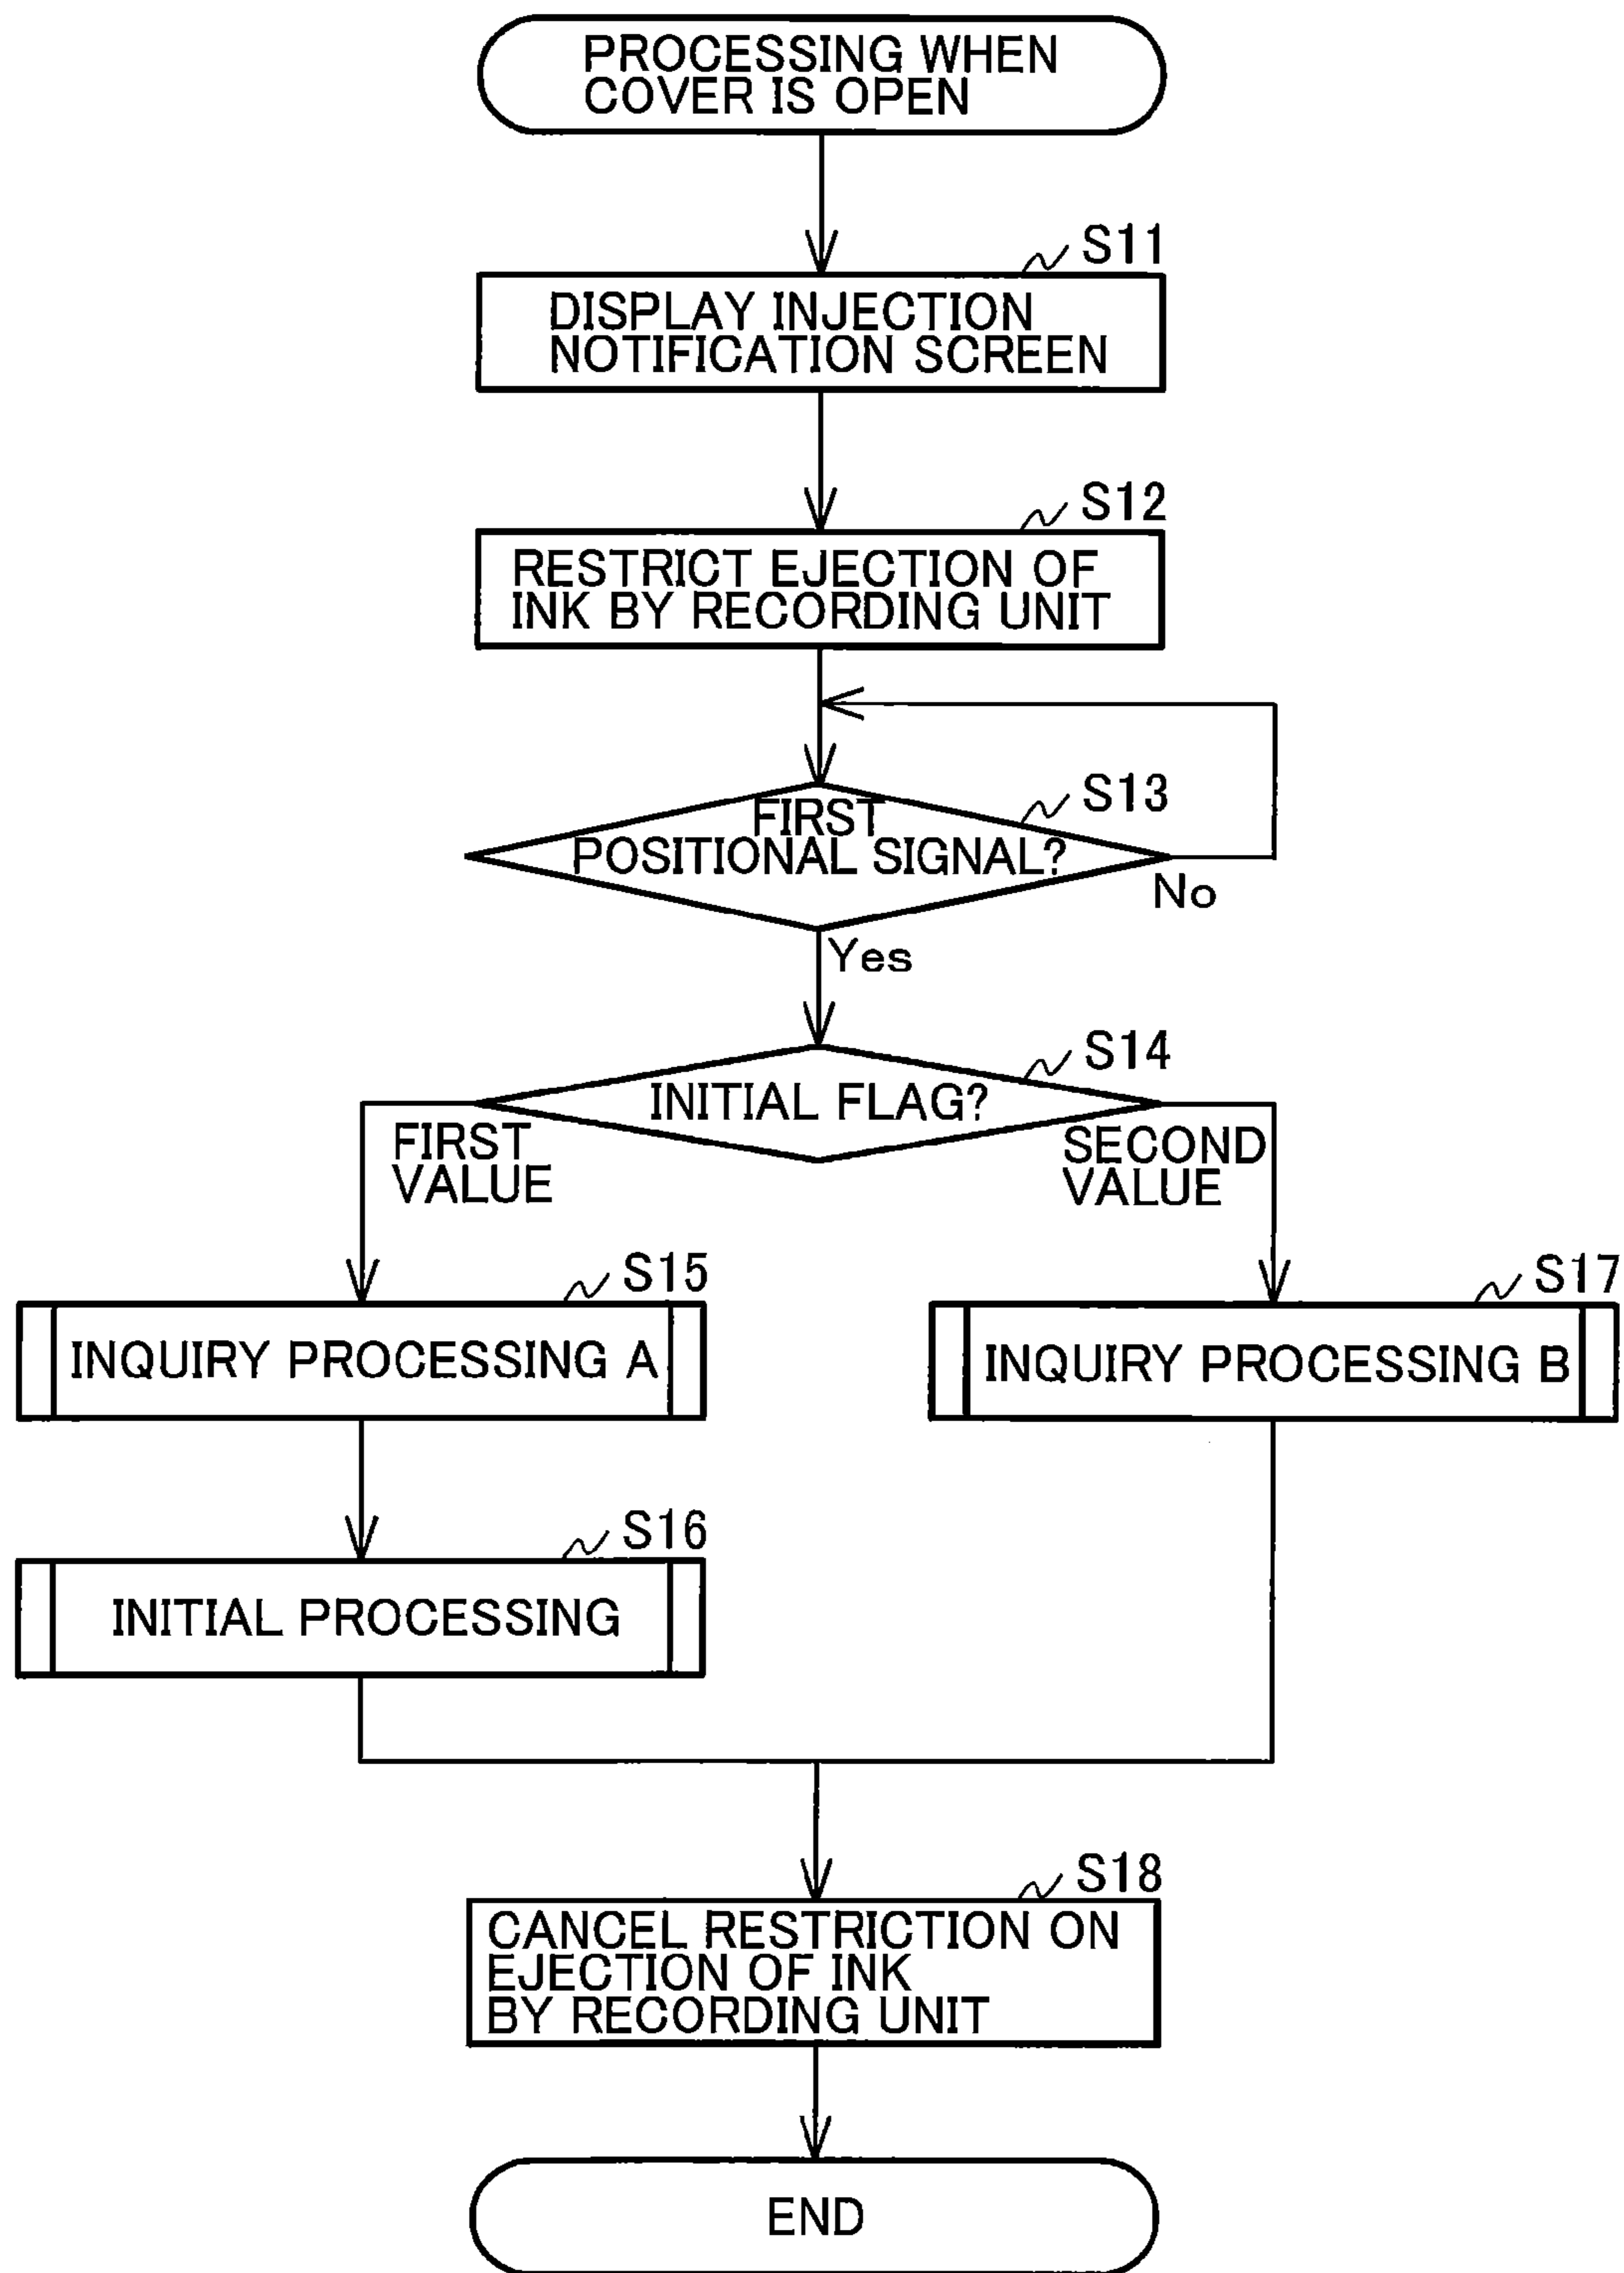 PROCESSING WHEN
COVER IS OPEN
S11
DISPLAY INJECTION
NOTIFICATION SCREEN
S12
RESTRICT EJECTION OF
INK BY RECORDING UNIT
S13
FIRST
POSITIONAL SIGNAL?
No
Yes
S14
INITIAL FLAG?
FIRST
VALUE
SECOND
VALUE
S15
INQUIRY PROCESSING A
S17
INQUIRY PROCESSING B
S16
INITIAL PROCESSING
S18
CANCEL RESTRICTION ON
EJECTION OF INK
BY RECORDING UNIT
END